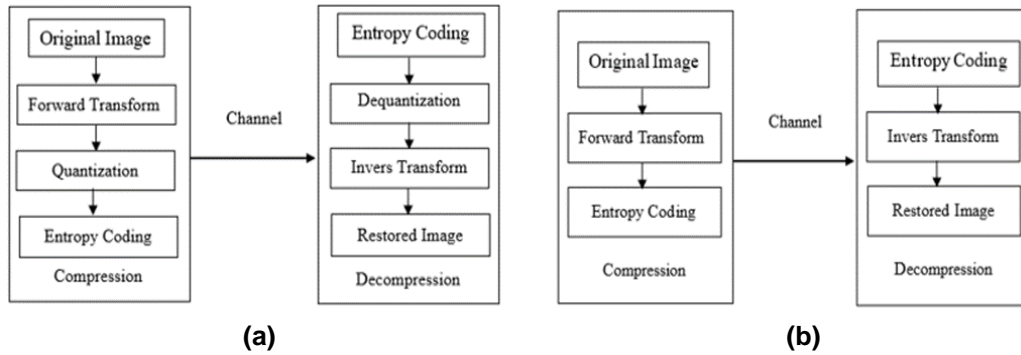 Original Image
Forward Transform
Quantization
Entropy Coding
Compression
Channel
Entropy Coding
Dequantization
Invers Transform
Restored Image
Decompression
(a)
Original Image
Forward Transform
Entropy Coding
Compression
Channel
Entropy Coding
Invers Transform
Restored Image
Decompression
(b)